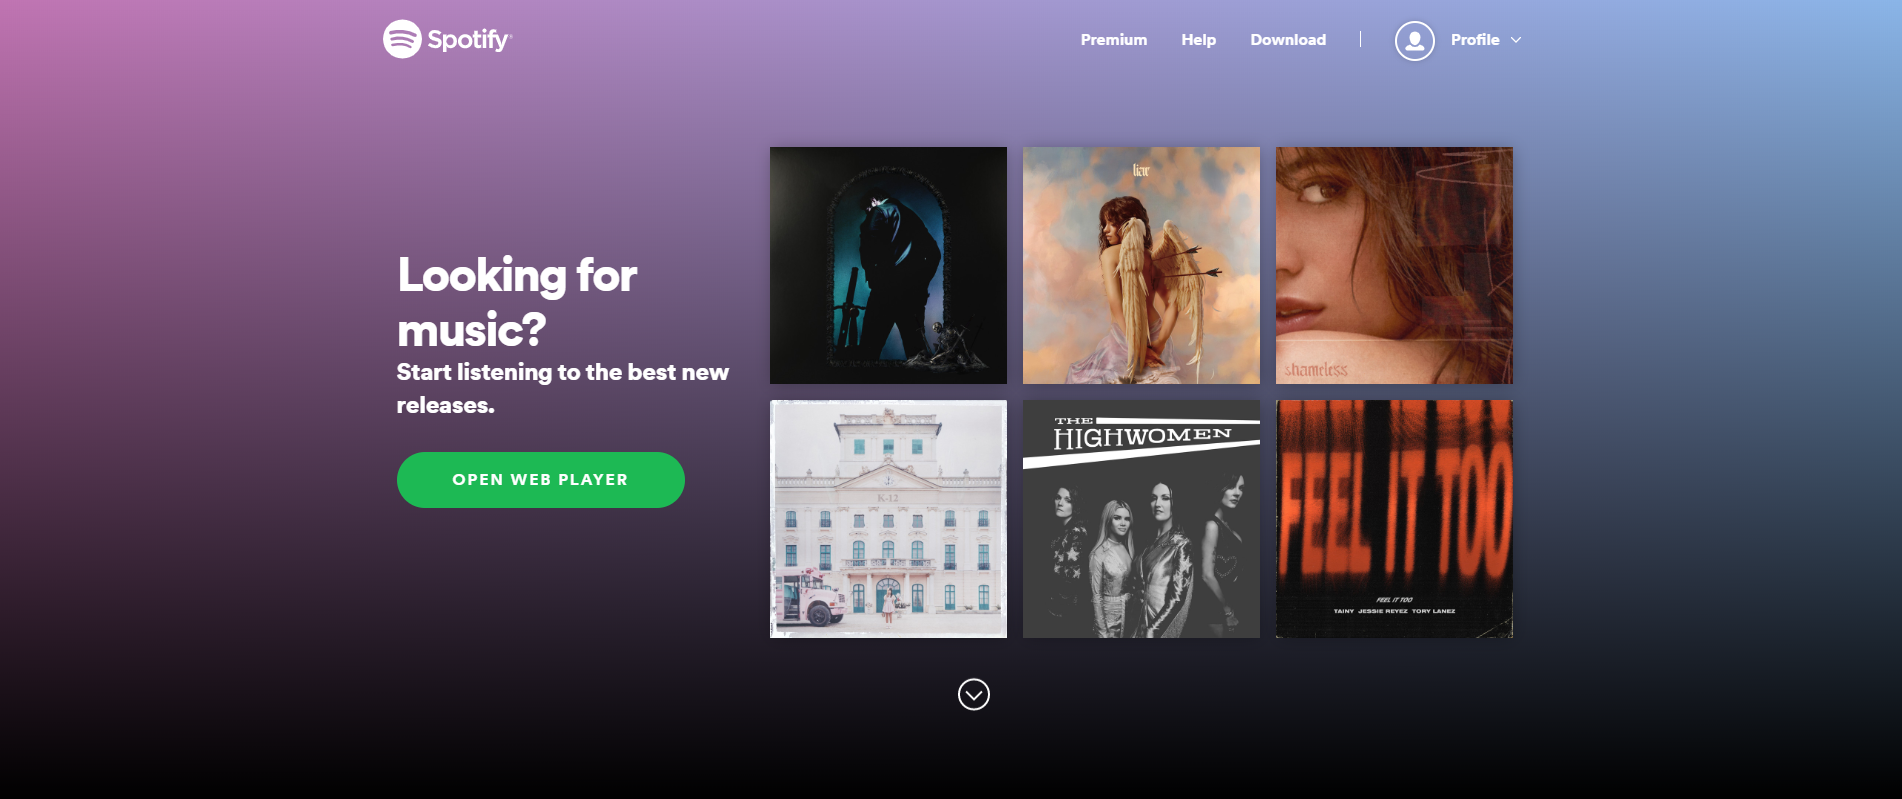 Spotify®
Premium
Help
Download
Profile
Looking for
music?
Start listening to the best new
releases.
OPEN WEB PLAYER
liar
shameless
K-12
THE
HIGHWOMEN
FEEL IT TOO
FEEL IT TOO
TAINY JESSIE REYEZ TORY LANEZ